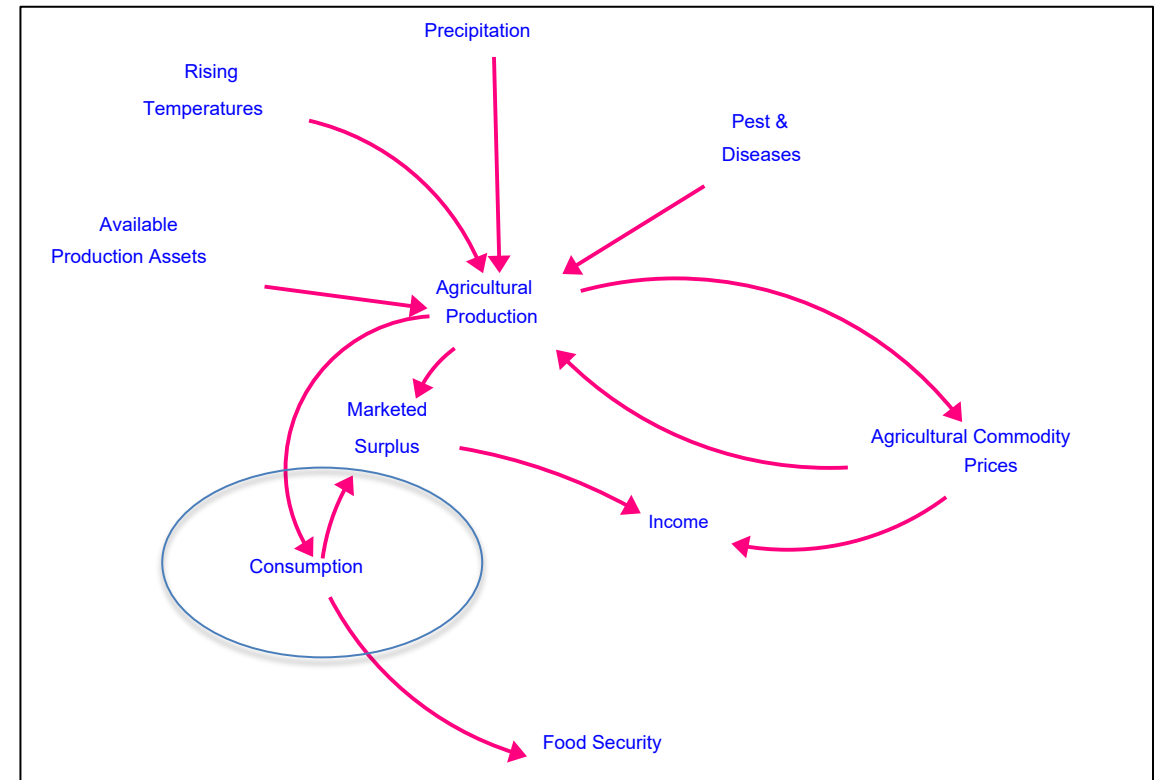 Precipitation
Rising
Temperatures
Pest &
Diseases
Available
Production Assets
Agricultural
Production
Marketed
Surplus
Agricultural Commodity
Prices
Income
Consumption
Food Security